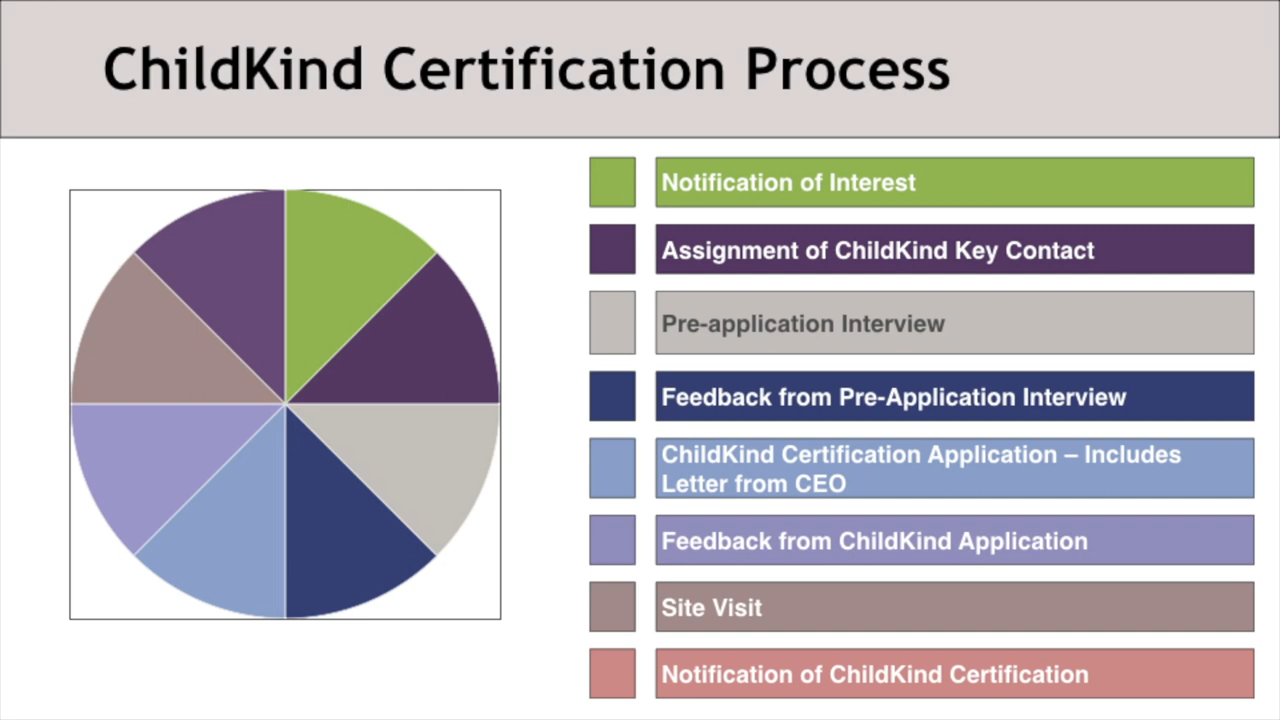 ChildKind Certification Process
Notification of Interest
Assignment of ChildKind Key Contact
Pre-application Interview
Feedback from Pre-Application Interview
ChildKind Certification Application – Includes
Letter from CEO
Feedback from ChildKind Application
Site Visit
Notification of ChildKind Certification